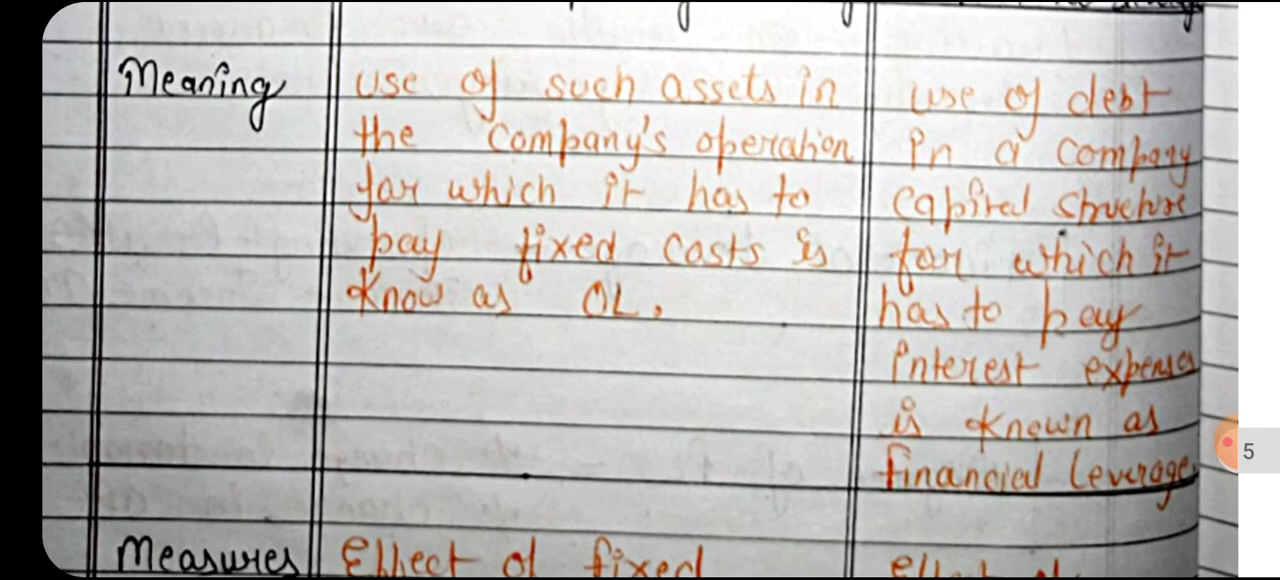 Meaning
use of such assets in
the Company's operation
for which it has to
pay fixed costs is
Know as OL.
use of debt
in a Company
Capital structure
for which it
has to pay
interest expenses
is known as
financial leverage.
Measures
Effect of fixed
5